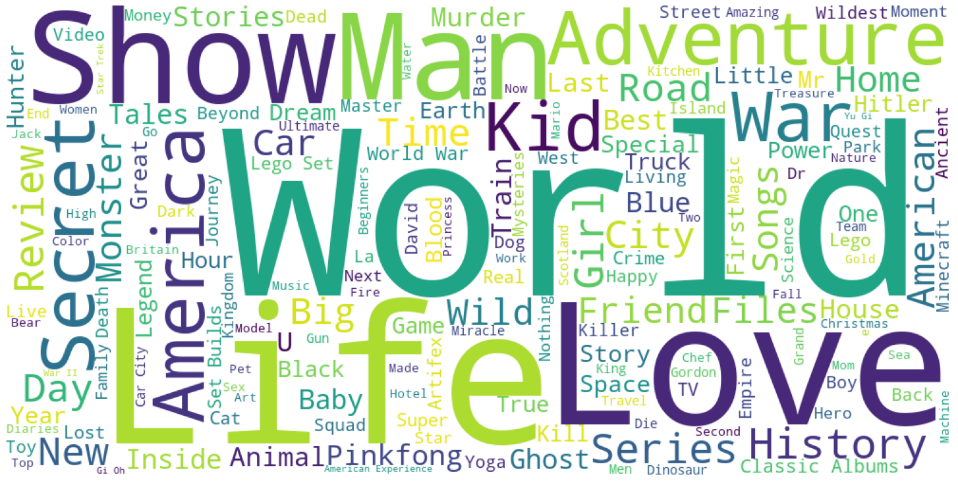 Show
Man
Adventure
World
Life
Love
Secret
America
Kid
War
Money
Stories
Dead
Murder
Street
Amazing
Wildest
Moment
Hunter
Video
Star Trek
Water
Battle
Now
Last
Road
Kitchen
Little
Mr
Home
Treasure
End
Women
Tales
Beyond
Dream
Master
Earth
Best
Island
Hitler
Jack
Go
Ultimate
Time
Mario
Special
Yu Gi
Quest
Park
Ancient
Review
Monster
Great
Car
Lego Set
World War
West
Truck
Power
Nature
High
Dark
Journey
Beginners
David
Blood
Princess
Train
Mysteries
Living
Magic
Dr
Color
Britain
Hour
La
Dog
Work
Girl
Blue
Two
First
Songs
Science
One
Team
Lego
Gold
American
Minecraft
Next
Fire
Real
Scotland
City
Crime
Happy
Fall
Live
Bear
Family
Death
Legend
Kingdom
Music
Big
Wild
Nothing
Friend
Files
House
Christmas
e
Model
U
Gun
Game
Miracle
Killer
War II
Day
Car City
Set Builds
Pet
Sex
Art
Black
Made
Hotel
Artifex
Story
King
Space
Travel
Chef
Gordon
TV
Grand
Empire
Mom
Boy
Sea
Back
Year
Diaries
Cat
Baby
Squad
Super
Star
True
Kill
Die
Second
Hero
Machine
Toy
Lost
Top
New
Gi Oh
Inside
Animal
Pinkfong
American Experience
Yoga
Ghost
Series
Men
Dinosaur
History
Classic Albums